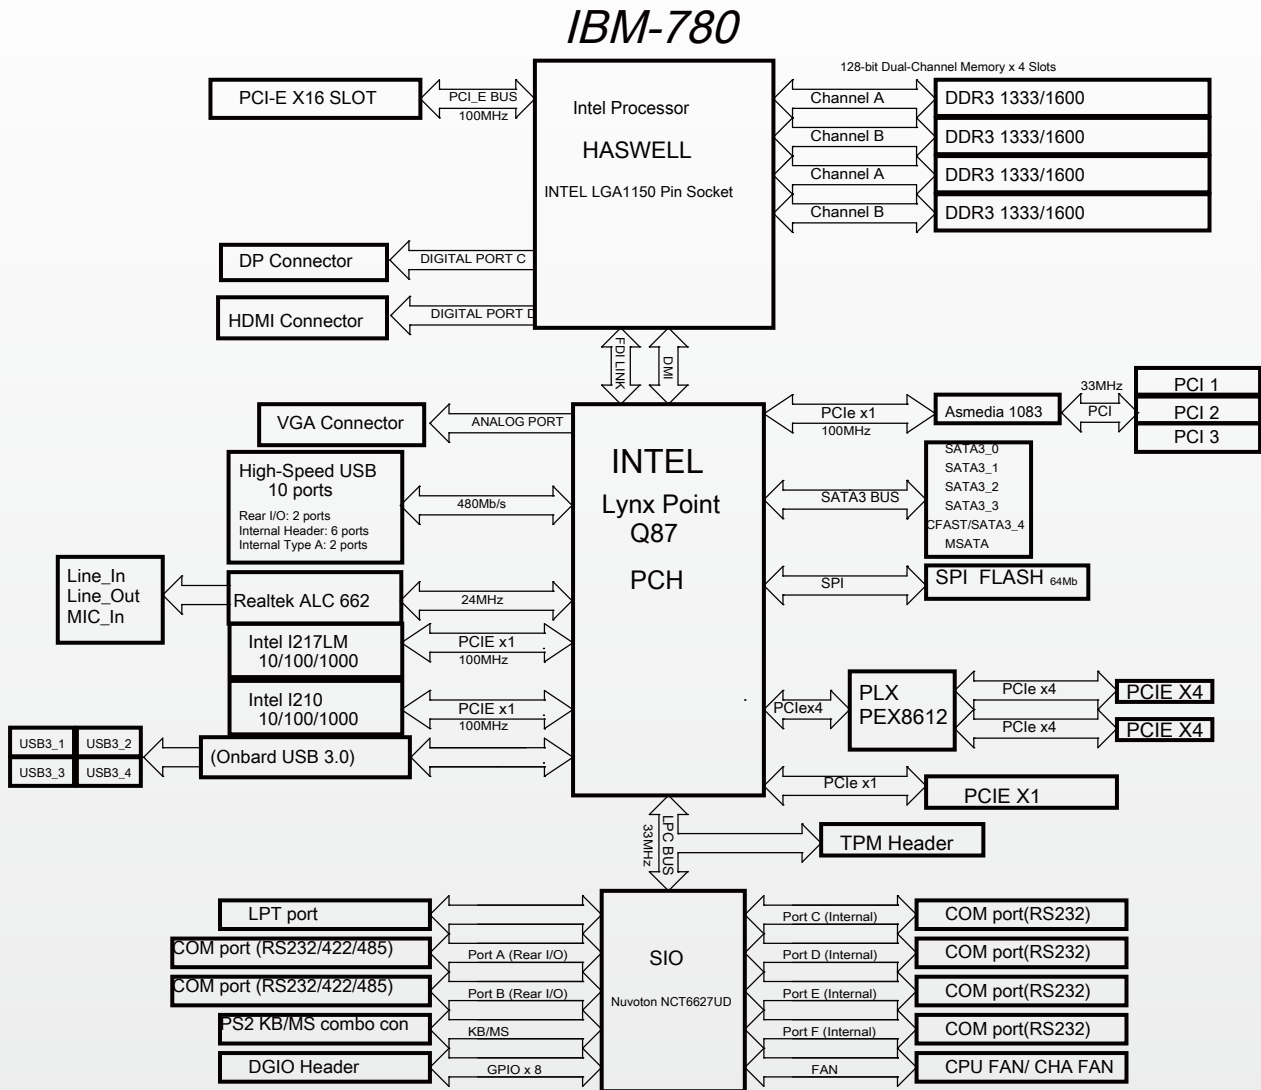 IBM-780
128-bit Dual-Channel Memory x 4 Slots
PCI-E X16 SLOT
PCI_E BUS
100MHz
Intel Processor
HASWELL
INTEL LGA1150 Pin Socket
Channel A
DDR3 1333/1600
Channel B
DDR3 1333/1600
Channel A
DDR3 1333/1600
Channel B
DDR3 1333/1600
DP Connector
DIGITAL PORT C
HDMI Connector
DIGITAL PORT D
FDI LINK
DMI
VGA Connector
ANALOG PORT
INTEL
Lynx Point
Q87
PCH
PCIe x1
100MHz
Asmedia 1083
33MHz
PCI
PCI 1
PCI 2
PCI 3
High-Speed USB
10 ports
Rear I/O: 2 ports
Internal Header: 6 ports
Internal Type A: 2 ports
480Mb/s
SATA3 BUS
SATA3_0
SATA3_1
SATA3_2
SATA3_3
CFAST/SATA3_4
MSATA
Line_In
Line_Out
MIC_In
Realtek ALC 662
24MHz
SPI
SPI FLASH 64Mb
Intel I217LM
10/100/1000
PCIE x1
100MHz
Intel I210
10/100/1000
PCIE x1
100MHz
PCIex4
PLX
PEX8612
PCIe x4
PCIE X4
PCIe x4
PCIE X4
USB3_1
USB3_2
USB3_3
USB3_4
(Onbard USB 3.0)
PCIe x1
PCIE X1
LPC BUS
33MHz
TPM Header
LPT port
COM port (RS232/422/485)
Port A (Rear I/O)
COM port (RS232/422/485)
Port B (Rear I/O)
PS2 KB/MS combo con
KB/MS
DGIO Header
GPIO x 8
SIO
Nuvoton NCT6627UD
Port C (Internal)
COM port(RS232)
Port D (Internal)
COM port(RS232)
Port E (Internal)
COM port(RS232)
Port F (Internal)
COM port(RS232)
FAN
CPU FAN/ CHA FAN